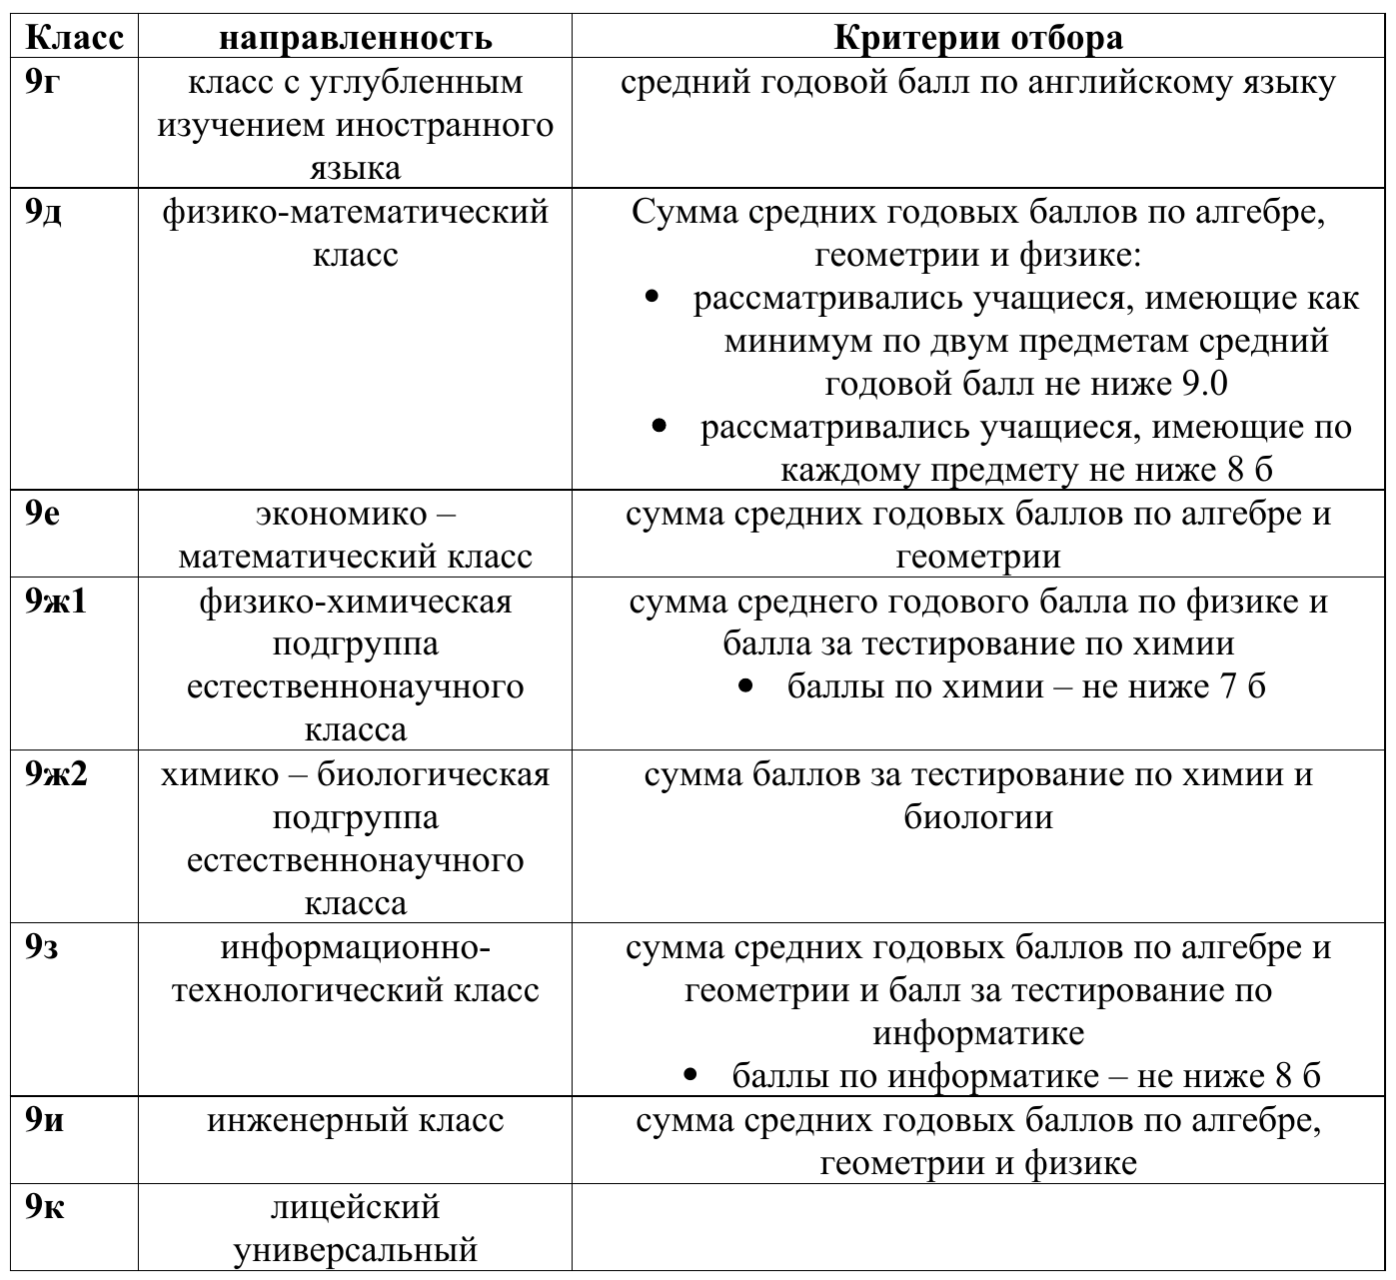 Класс направленность Критерии отбора
9г класс с углубленным средний годовой балл по английскому языку
изучением иностранного
языка
9д физико-математический Сумма средних годовых баллов по алгебре,
класс геометрии и физике:
• рассматривались учащиеся, имеющие как
минимум по двум предметам средний
годовой балл не ниже 9.0
• рассматривались учащиеся, имеющие по
каждому предмету не ниже 8 б
9е экономико – сумма средних годовых баллов по алгебре и
математический класс геометрии
9ж1 физико-химическая сумма среднего годового балла по физике и
подгруппа балла за тестирование по химии
естественнонаучного • баллы по химии – не ниже 7 б
класса
9ж2 химико – биологическая сумма баллов за тестирование по химии и
подгруппа биологии
естественнонаучного
класса
9з информационно- сумма средних годовых баллов по алгебре и
технологический класс геометрии и балл за тестирование по
информатике
• баллы по информатике – не ниже 8 б
9и инженерный класс сумма средних годовых баллов по алгебре,
геометрии и физике
9к лицейский
универсальный